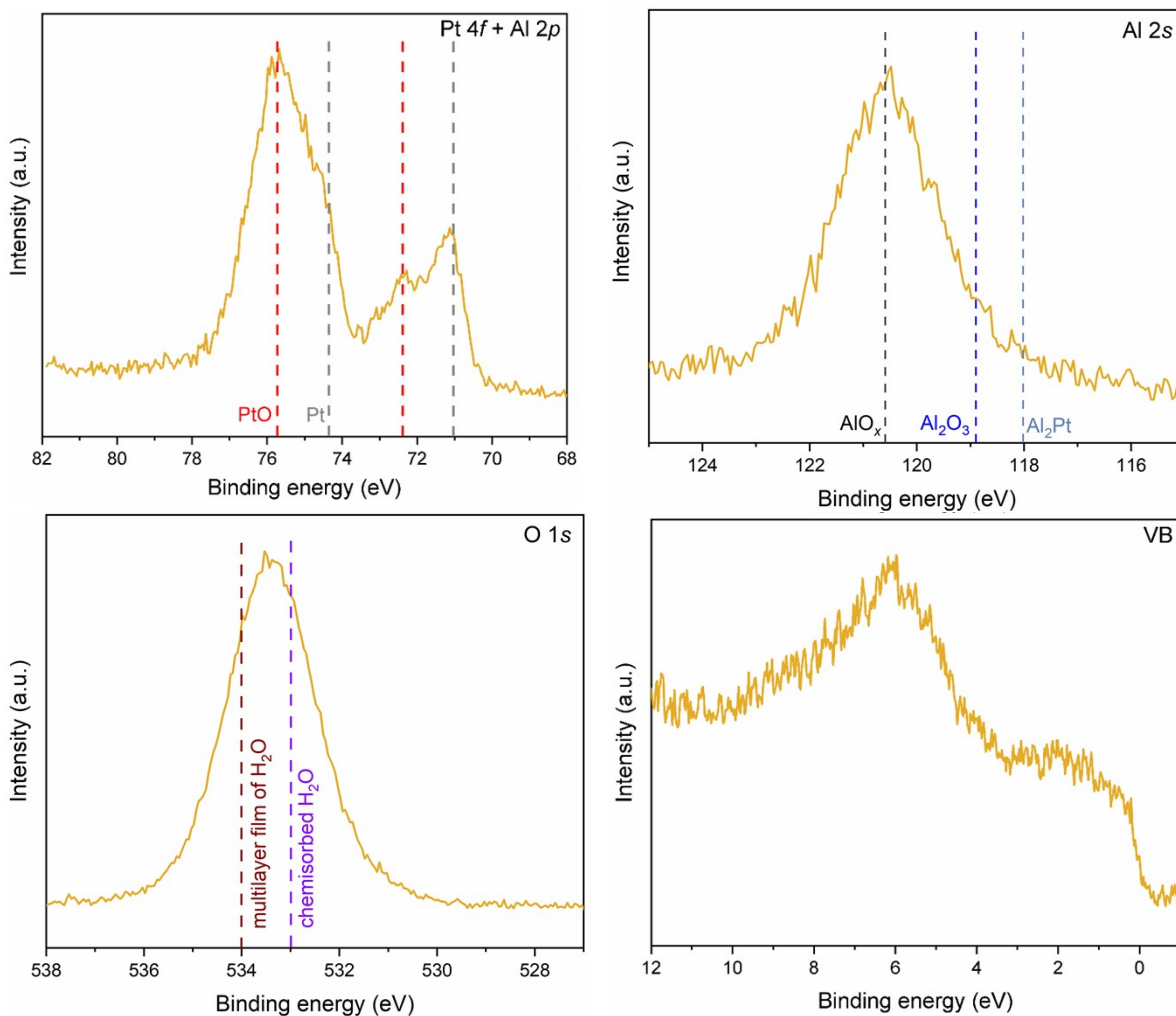 Pt 4f + Al 2p
Intensity (a.u.)
PtO
Pt
82 80 78 76 74 72 70 68
Binding energy (eV)
Al 2s
Intensity (a.u.)
AlOₓ
Al₂O₃
Al₂Pt
124 122 120 118 116
Binding energy (eV)
O 1s
Intensity (a.u.)
multilayer film of H₂O
chemisorbed H₂O
538 536 534 532 530 528
Binding energy (eV)
VB
Intensity (a.u.)
12 10 8 6 4 2 0
Binding energy (eV)